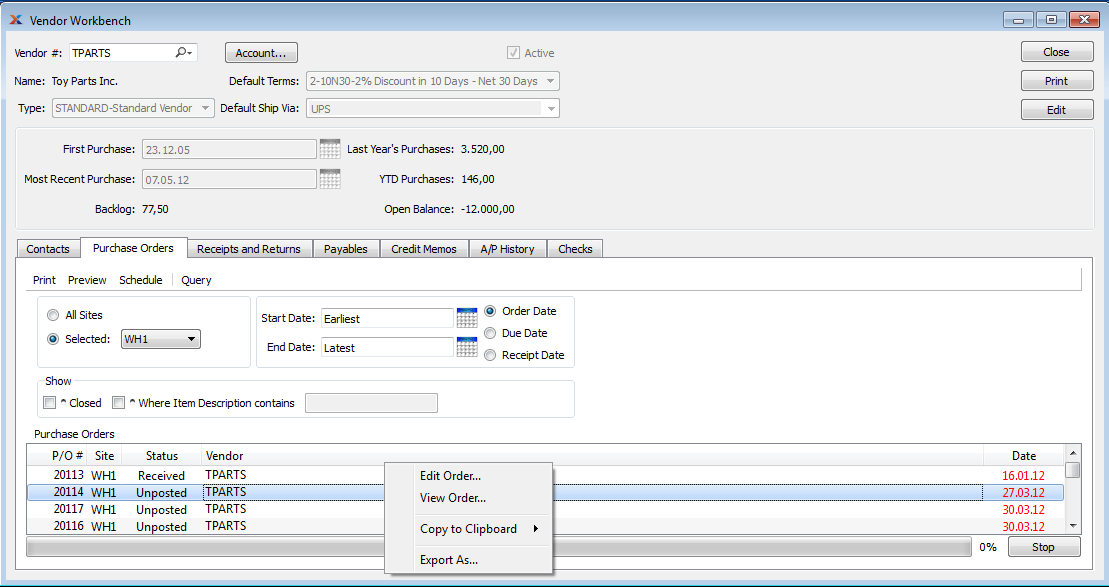 Vendor Workbench
Vendor #: TPARTS Account... Active Close
Name: Toy Parts Inc. Default Terms: 2-10N30-2% Discount in 10 Days - Net 30 Days Print
Type: STANDARD-Standard Vendor Default Ship Via: UPS Edit
First Purchase: 23.12.05 Last Year's Purchases: 3.520,00
Most Recent Purchase: 07.05.12 YTD Purchases: 146,00
Backlog: 77,50 Open Balance: -12.000,00
Contacts Purchase Orders Receipts and Returns Payables Credit Memos A/P History Checks
Print Preview Schedule Query
All Sites
Selected: WH1
Start Date: Earliest Order Date
Due Date
End Date: Latest
Receipt Date
Show
^ Closed ^ Where Item Description contains
Purchase Orders
P/O # Site Status Vendor Date
20113 WH1 Received TPARTS 16.01.12
20114 WH1 Unposted TPARTS 27.03.12
20117 WH1 Unposted TPARTS 30.03.12
20116 WH1 Unposted TPARTS 30.03.12
Edit Order...
View Order...
Copy to Clipboard
Export As...
0% Stop